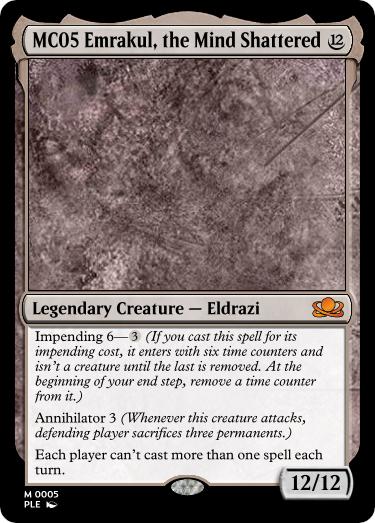 MC05 Emrakul, the Mind Shattered 12
Legendary Creature — Eldrazi
Impending 6—3 (If you cast this spell for its
impending cost, it enters with six time counters and
isn't a creature until the last is removed. At the
beginning of your end step, remove a time counter
from it.)
Annihilator 3 (Whenever this creature attacks,
defending player sacrifices three permanents.)
Each player can't cast more than one spell each
turn.
12/12
M 0005
PLE